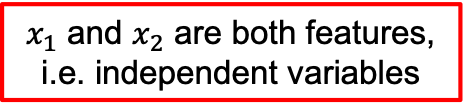 𝑥₁ and 𝑥₂ are both features,
i.e. independent variables